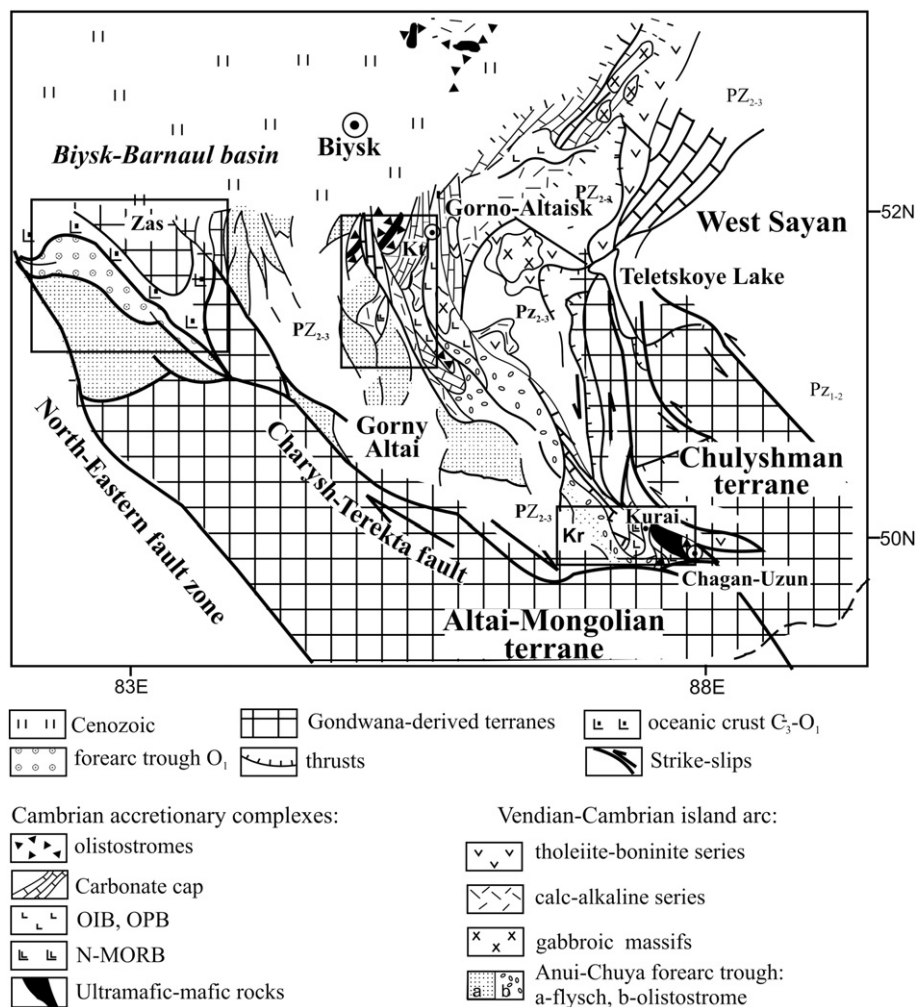 PZ₂₋₃
Biysk
Biysk-Barnaul basin
PZ₂₋₃
52N
Zas
Gorno-Altaisk
West Sayan
Kt
Teletskoye Lake
PZ₂₋₃
Pz₂₋₃
Pz₁₋₂
Gorny
Altai
North-Eastern fault zone
Charysh-Terekta fault
Chulyshman
terrane
PZ₂₋₃
Kurai
Kr
50N
Chagan-Uzun
Altai-Mongolian
terrane
83E
88E
Cenozoic
Gondwana-derived terranes
oceanic crust Є₃-O₁
forearc trough O₁
thrusts
Strike-slips
Cambrian accretionary complexes:
olistostromes
Carbonate cap
OIB, OPB
N-MORB
Ultramafic-mafic rocks
Vendian-Cambrian island arc:
tholeiite-boninite series
calc-alkaline series
gabbroic massifs
a b
Anui-Chuya forearc trough:
a-flysch, b-olistostrome